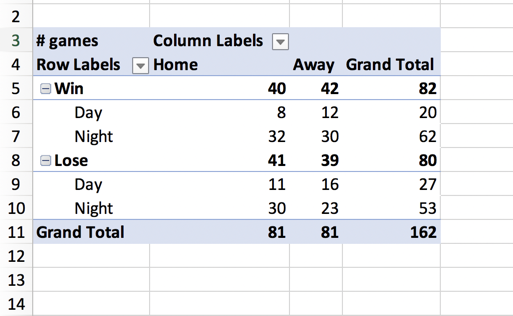 2
3 # games Column Labels
4 Row Labels Home Away Grand Total
5 Win 40 42 82
6 Day 8 12 20
7 Night 32 30 62
8 Lose 41 39 80
9 Day 11 16 27
10 Night 30 23 53
11 Grand Total 81 81 162
12
13
14